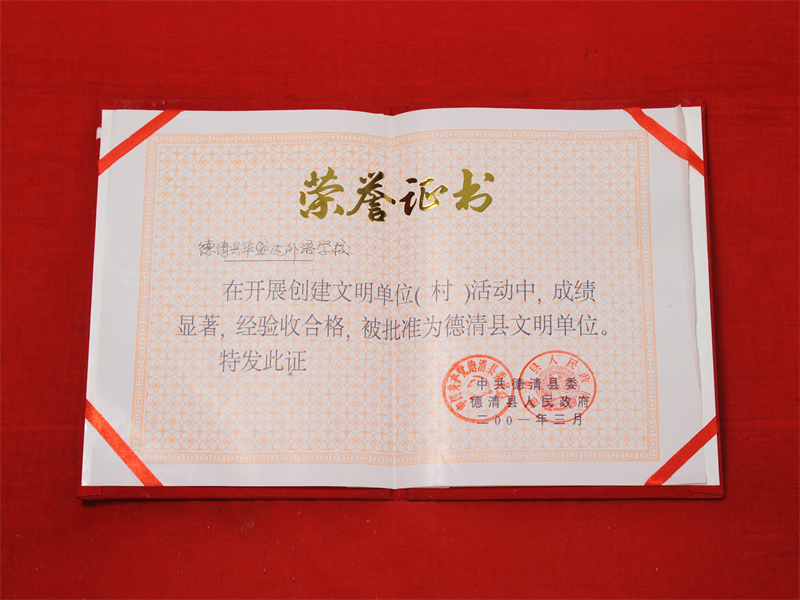 荣誉证书
德清县华盛达外语学校
在开展创建文明单位(村)活动中,成绩
显著,经验收合格,被批准为德清县文明单位。
特发此证
中共德清县委
德清县人民政府
二00一年三月